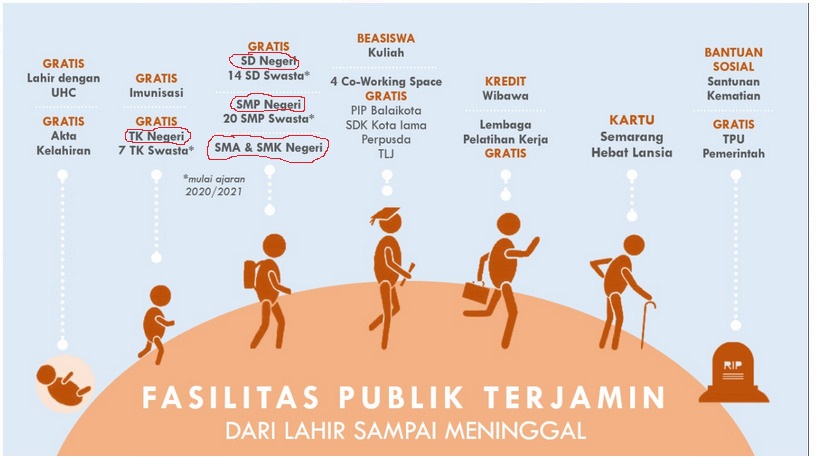 GRATIS
Lahir dengan
UHC
GRATIS
Akta
Kelahiran
GRATIS
Imunisasi
GRATIS
TK Negeri
7 TK Swasta*
GRATIS
SD Negeri
14 SD Swasta*
SMP Negeri
20 SMP Swasta*
SMA & SMK Negeri
*mulai ajaran
2020/2021
BEASISWA
Kuliah
4 Co-Working Space
GRATIS
PIP Balaikota
SDK Kota lama
Perpusda
TLJ
KREDIT
Wibawa
Lembaga
Pelatihan Kerja
GRATIS
KARTU
Semarang
Hebat Lansia
BANTUAN
SOSIAL
Santunan
Kematian
GRATIS
TPU
Pemerintah
RIP
FASILITAS PUBLIK TERJAMIN
DARI LAHIR SAMPAI MENINGGAL